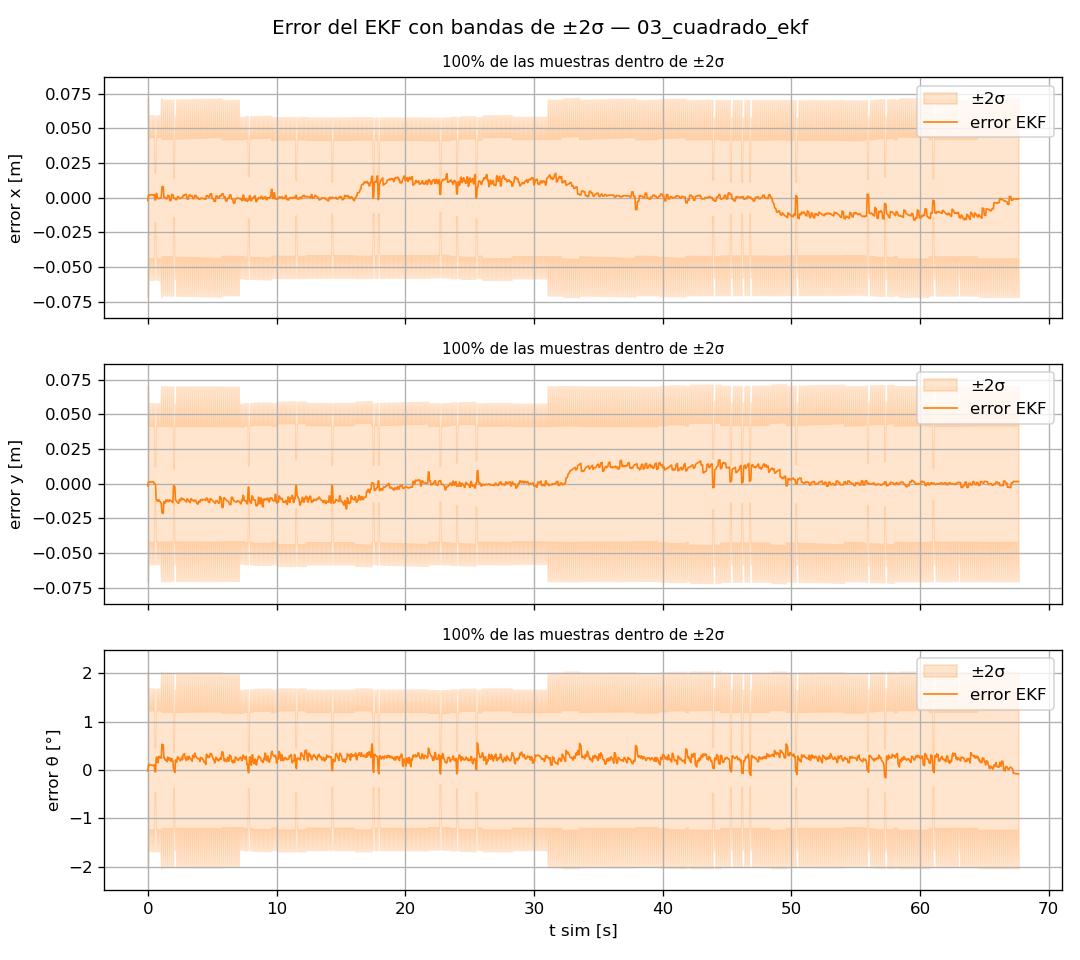 Error del EKF con bandas de ±2σ — 03_cuadrado_ekf
100% de las muestras dentro de ±2σ
0.075
0.050
0.025
0.000
−0.025
−0.050
−0.075
error x [m]
±2σ
error EKF
100% de las muestras dentro de ±2σ
0.075
0.050
0.025
0.000
−0.025
−0.050
−0.075
error y [m]
±2σ
error EKF
100% de las muestras dentro de ±2σ
2
1
0
−1
−2
error θ [°]
±2σ
error EKF
0 10 20 30 40 50 60 70
t sim [s]